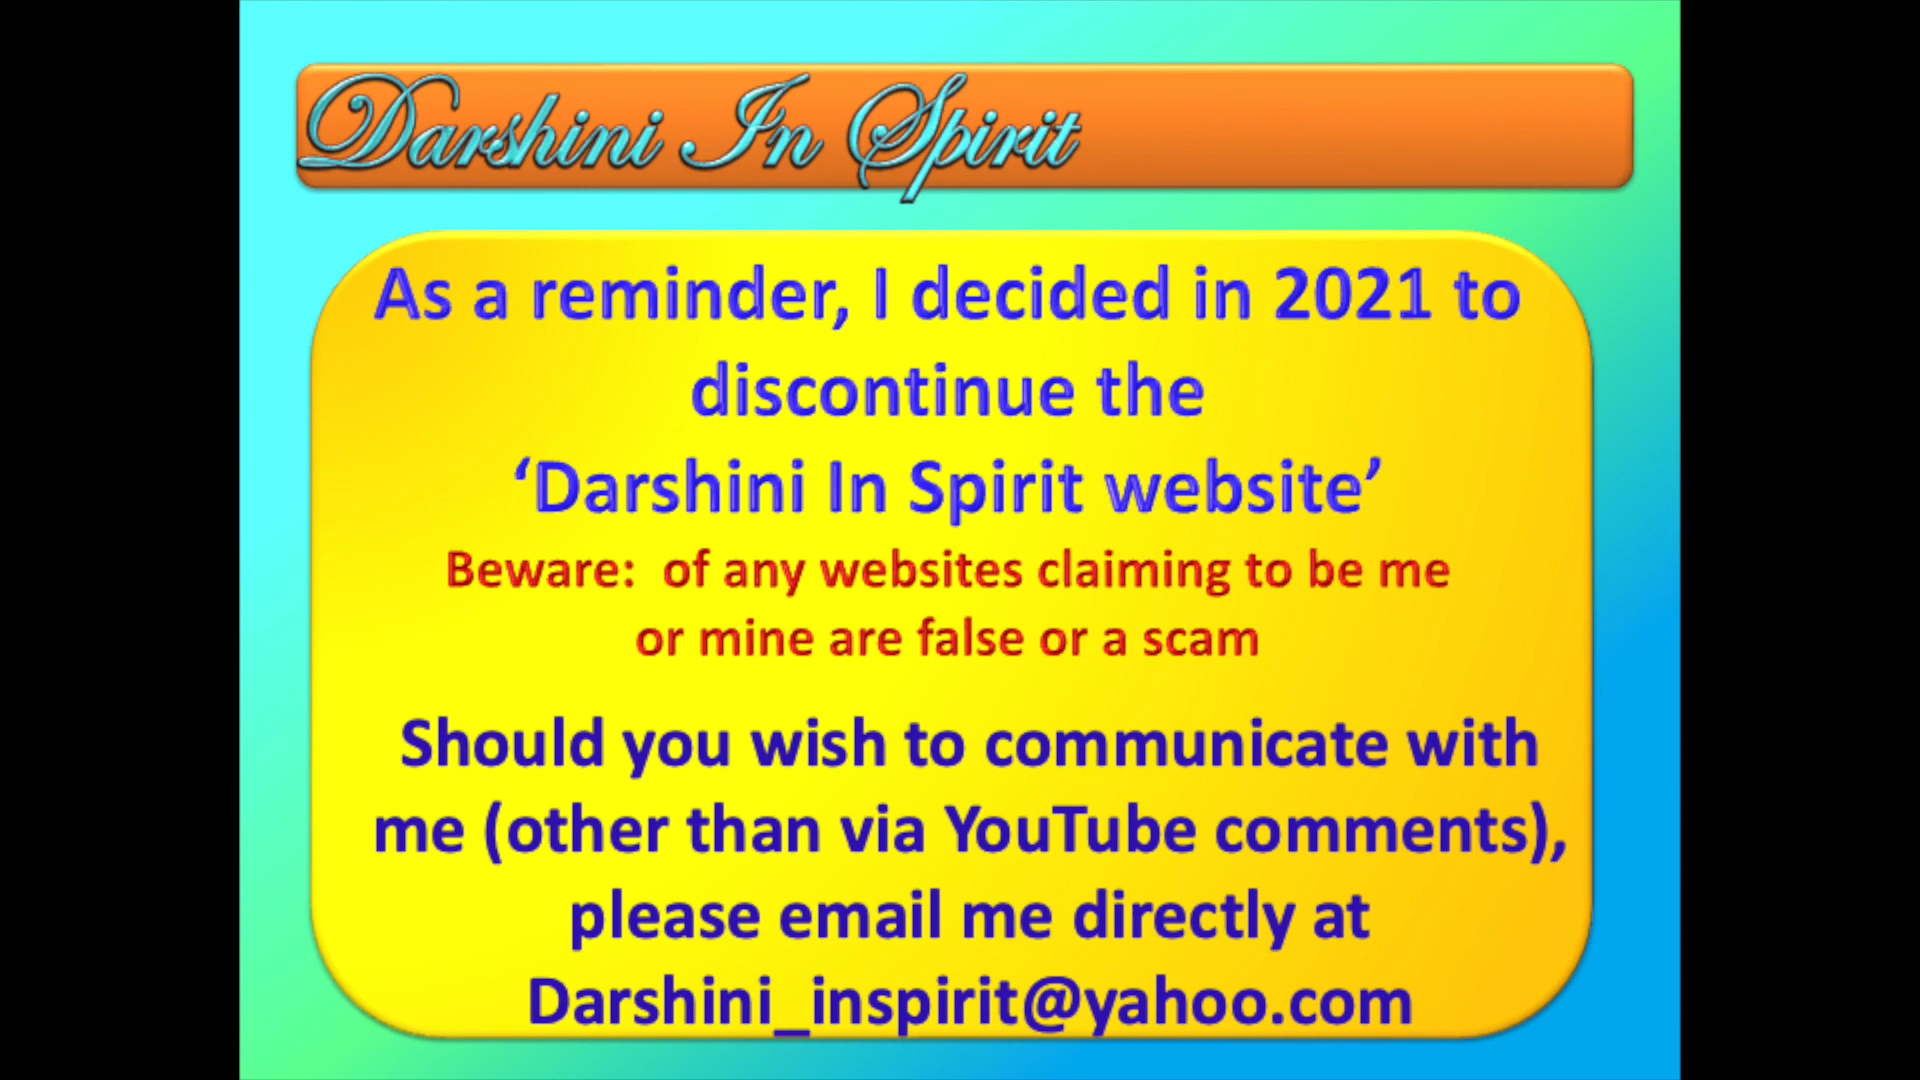 Darshini In Spirit
As a reminder, I decided in 2021 to
discontinue the
‘Darshini In Spirit website’
Beware:  of any websites claiming to be me
or mine are false or a scam
Should you wish to communicate with
me (other than via YouTube comments),
please email me directly at
Darshini_inspirit@yahoo.com